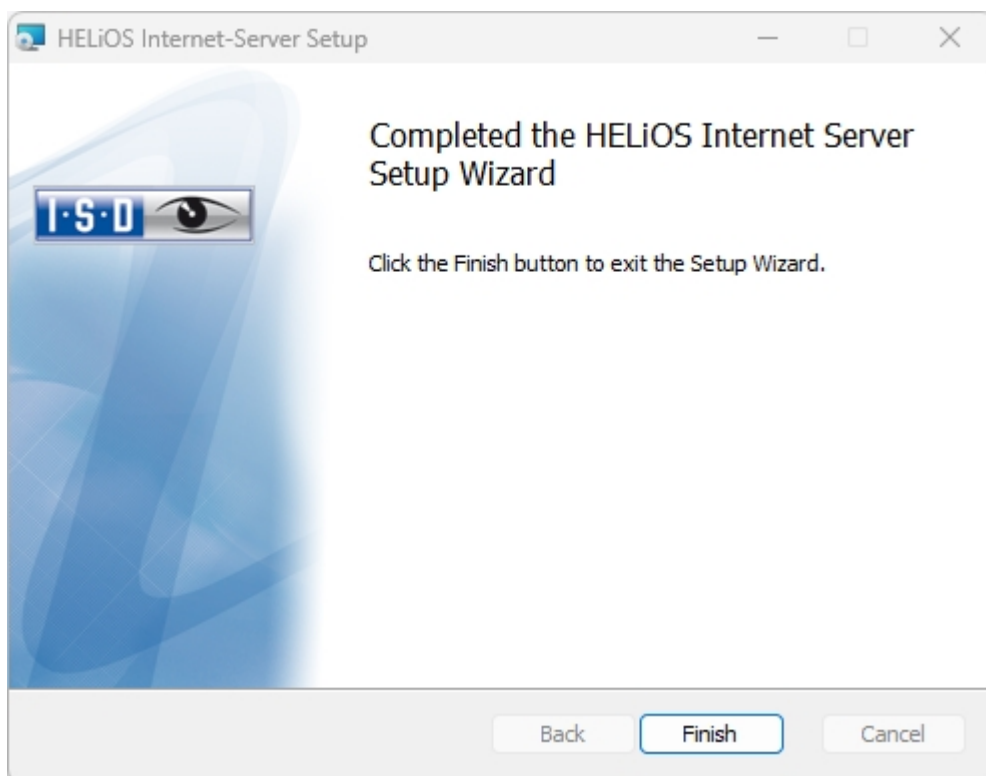 HELiOS Internet-Server Setup
Completed the HELiOS Internet Server
Setup Wizard
I·S·D
Click the Finish button to exit the Setup Wizard.
Back
Finish
Cancel